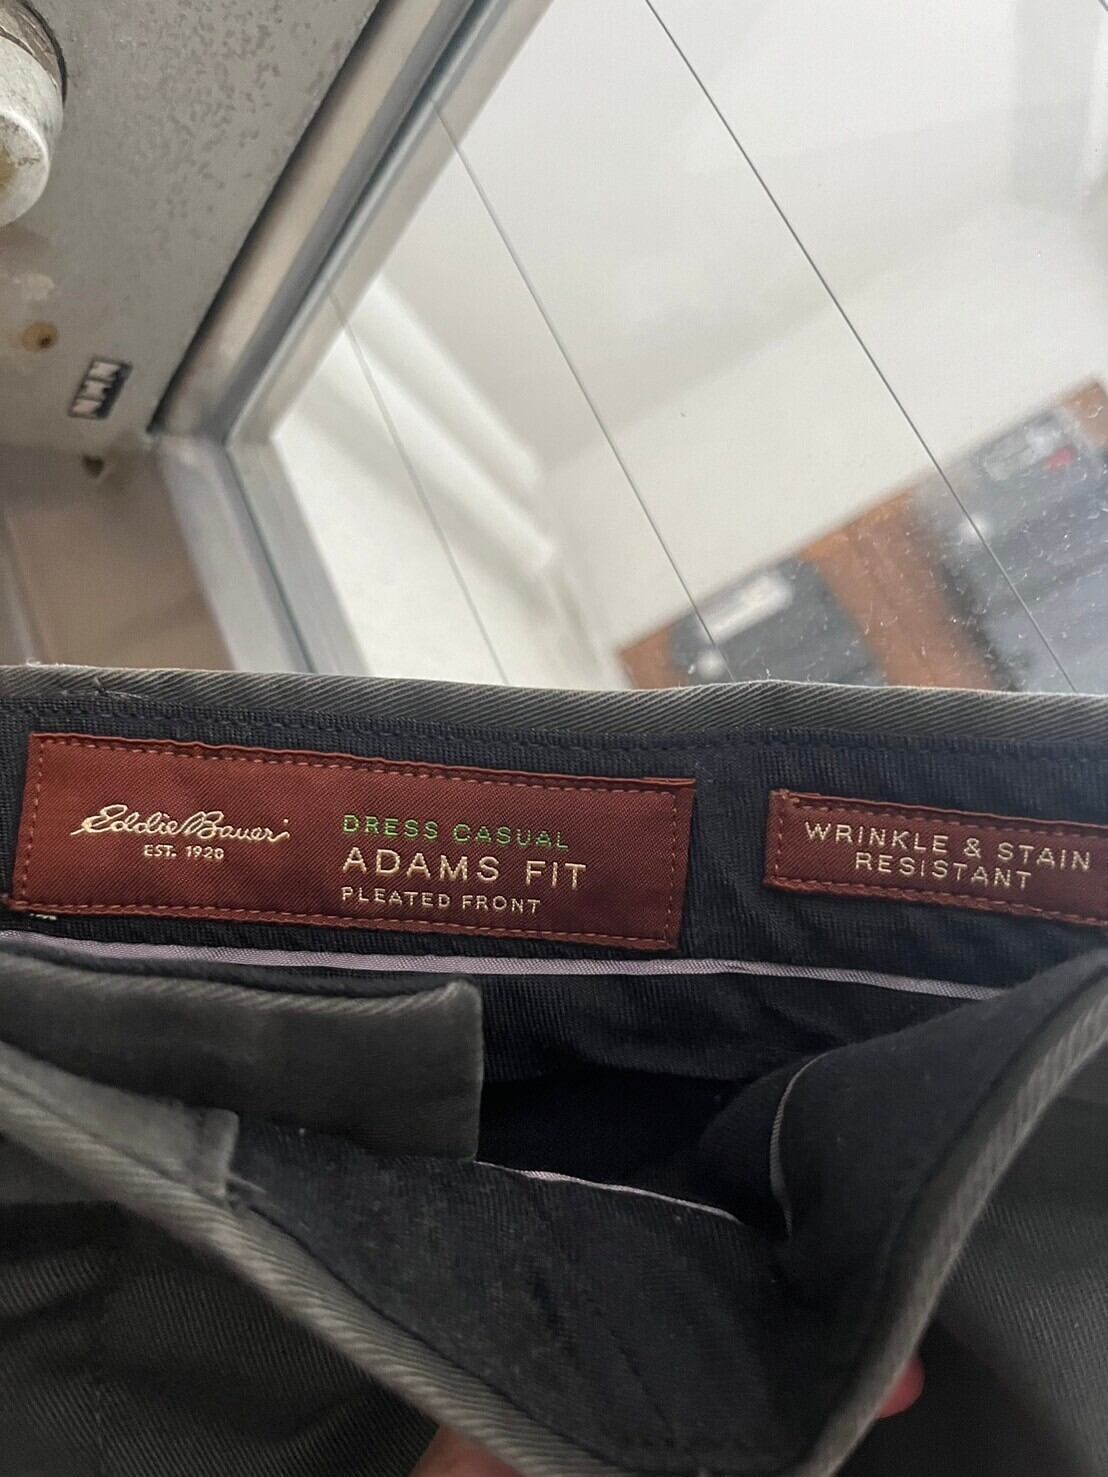 Eddie Bauer
EST. 1920
DRESS CASUAL
ADAMS FIT
PLEATED FRONT
WRINKLE & STAIN
RESISTANT